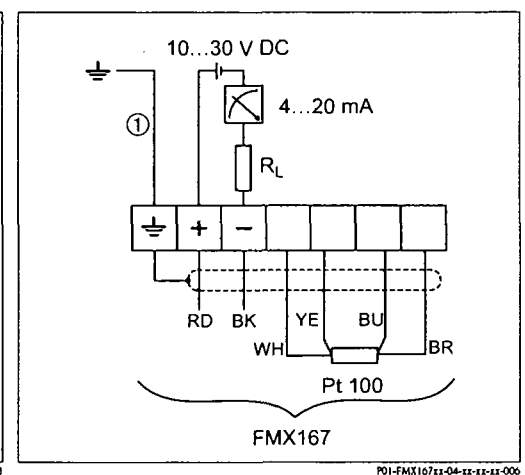 10...30 V DC
①
4...20 mA
RL
+ −
RD BK YE BU
WH BR
Pt 100
FMX167
P01-FMX167xx-04-xx-xx-xx-006